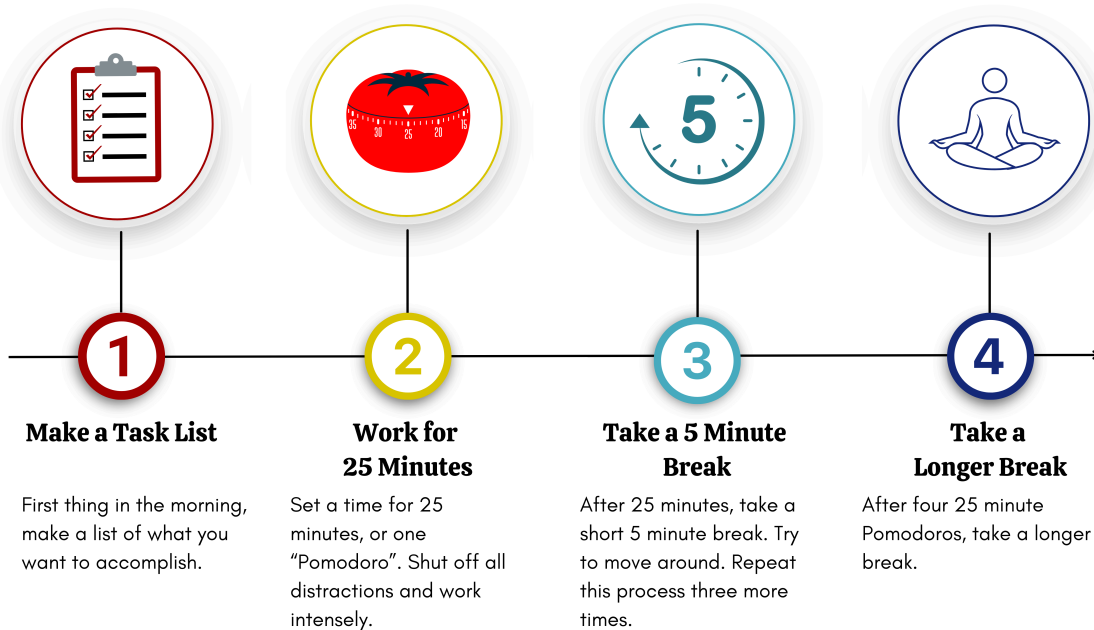 35 30 25 20 15
5
1
2
3
4
Make a Task List
First thing in the morning,
make a list of what you
want to accomplish.
Work for
25 Minutes
Set a time for 25
minutes, or one
“Pomodoro”. Shut off all
distractions and work
intensely.
Take a 5 Minute
Break
After 25 minutes, take a
short 5 minute break. Try
to move around. Repeat
this process three more
times.
Take a
Longer Break
After four 25 minute
Pomodoros, take a longer
break.